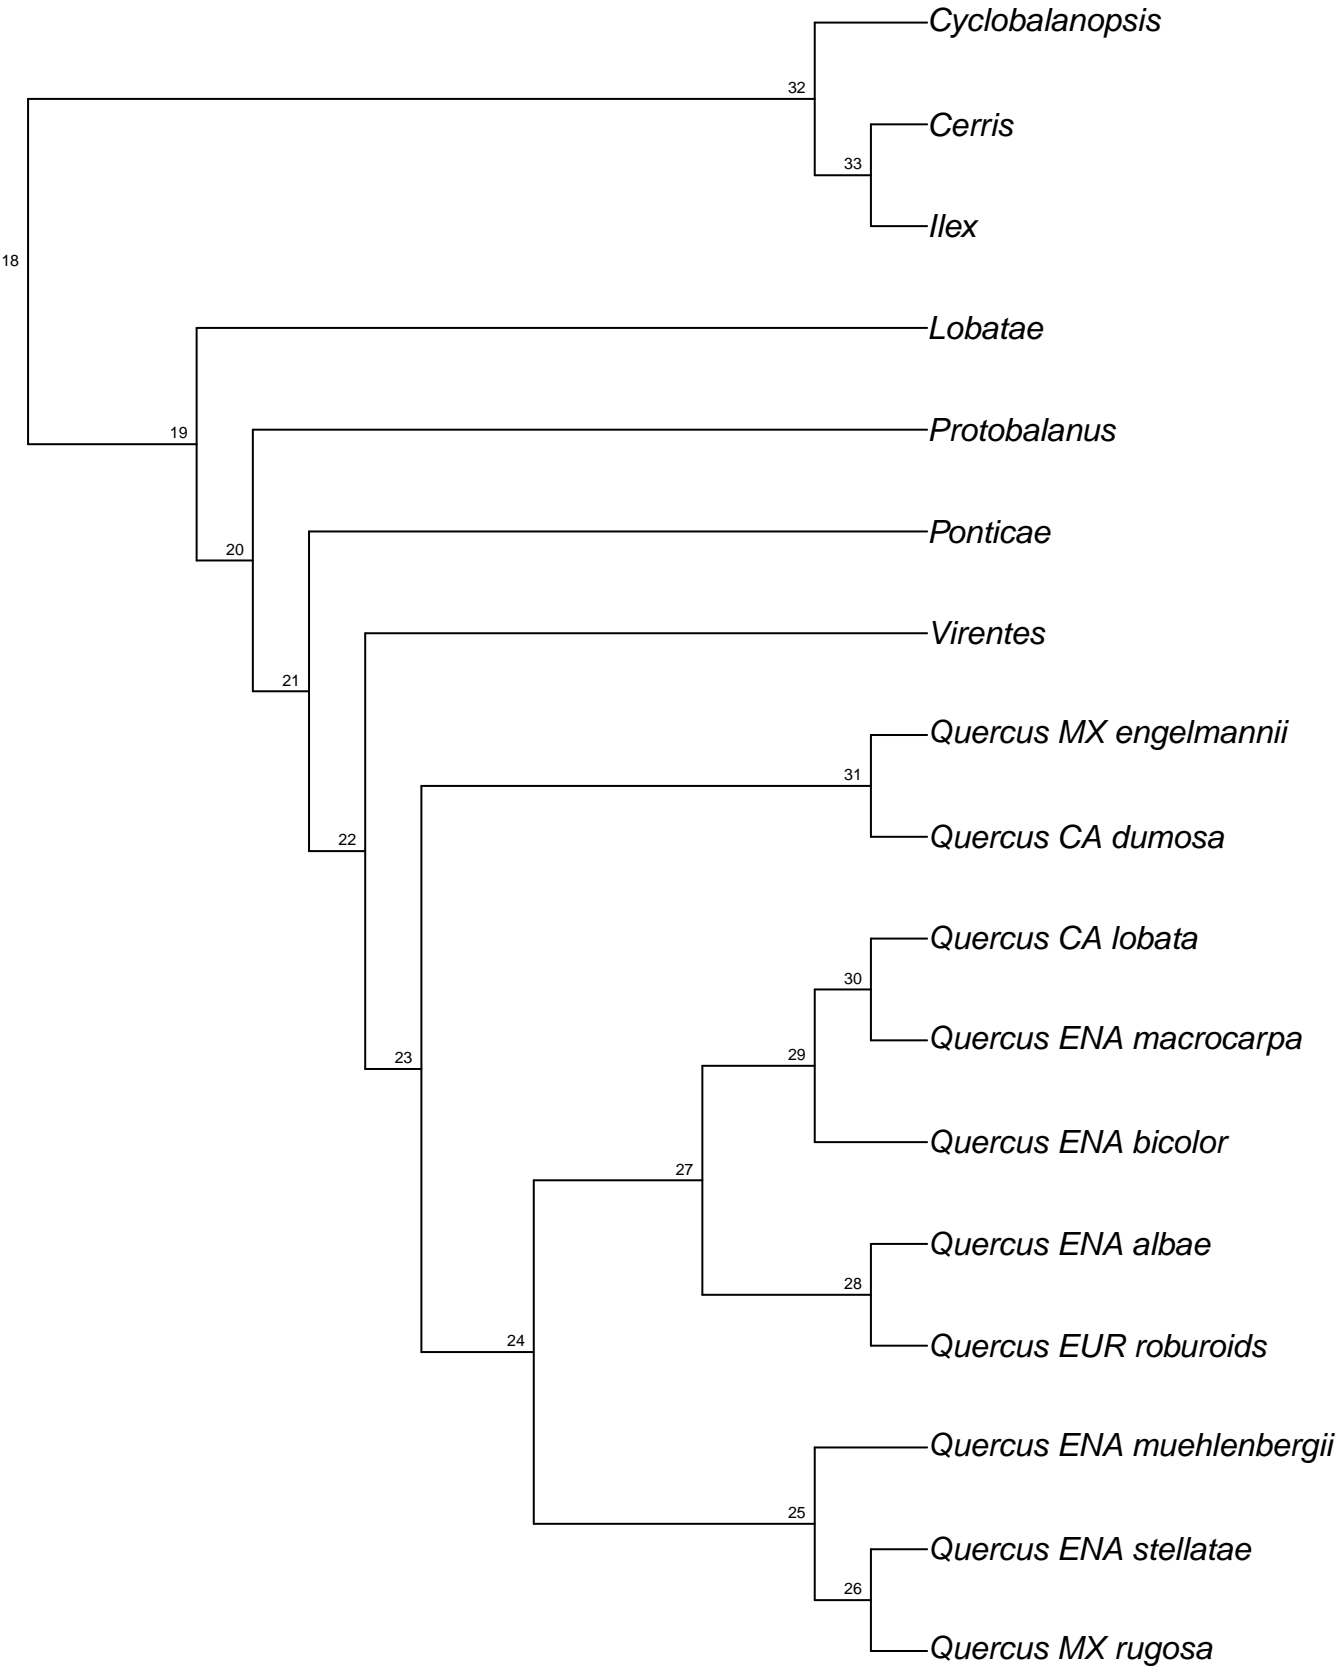 Cyclobalanopsis
32
Cerris
33
Ilex
18
Lobatae
Protobalanus
19
Ponticae
20
Virentes
21
Quercus MX engelmannii
31
Quercus CA dumosa
22
Quercus CA lobata
30
Quercus ENA macrocarpa
29
23
Quercus ENA bicolor
27
Quercus ENA albae
28
Quercus EUR roburoids
24
Quercus ENA muehlenbergii
25
Quercus ENA stellatae
26
Quercus MX rugosa